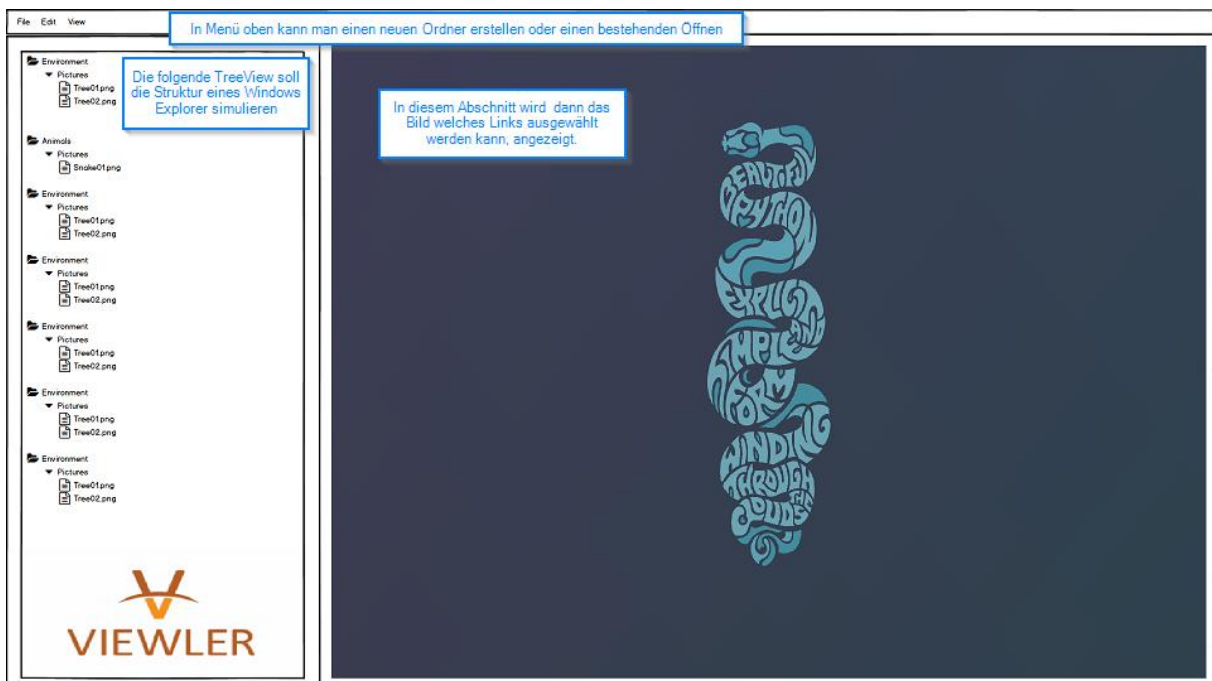 File Edit View
In Menü oben kann man einen neuen Ordner erstellen oder einen bestehenden Öffnen
Environment
Pictures
Tree01.png
Tree02.png
Die folgende TreeView soll
die Struktur eines Windows
Explorer simulieren
Animals
Pictures
Snake01.png
Environment
Pictures
Tree01.png
Tree02.png
Environment
Pictures
Tree01.png
Tree02.png
Environment
Pictures
Tree01.png
Tree02.png
Environment
Pictures
Tree01.png
Tree02.png
Environment
Pictures
Tree01.png
Tree02.png
VIEWLER
In diesem Abschnitt wird dann das
Bild welches Links ausgewählt
werden kann, angezeigt.
BEAUTIFUL
PYTHON
EXPLICIT
AND
SIMPLE
FORM
WINDING
THROUGH
THE
CLOUDS